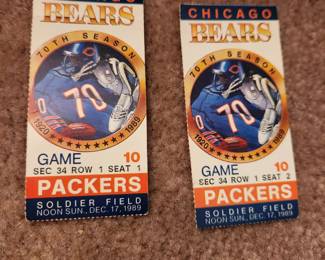 CHICAGO
BEARS
70TH SEASON
70
1920 1989
GAME 10
SEC 34 ROW 1 SEAT 1
PACKERS
SOLDIER FIELD
NOON SUN., DEC. 17, 1989
CHICAGO
BEARS
70TH SEASON
70
1920 1989
GAME 10
SEC 34 ROW 1 SEAT 2
PACKERS
SOLDIER FIELD
NOON SUN., DEC. 17, 1989